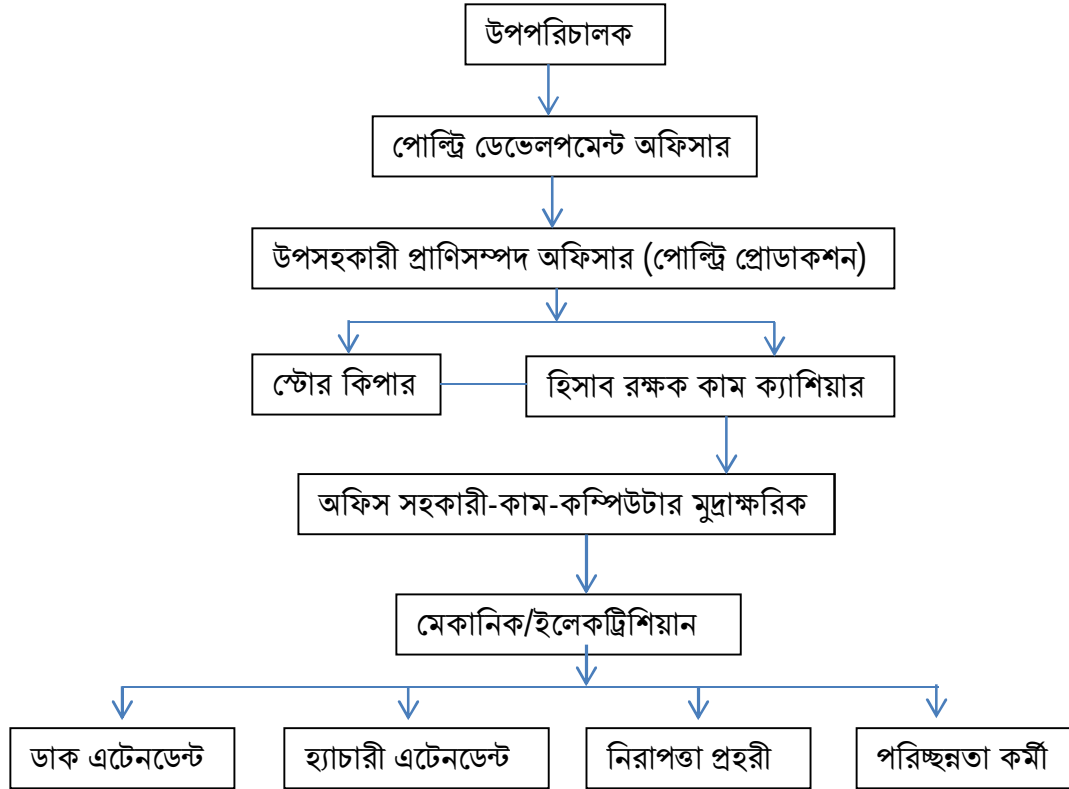 উপপরিচালক
পোল্ট্রি ডেভেলপমেন্ট অফিসার
উপসহকারী প্রাণিসম্পদ অফিসার (পোল্ট্রি প্রোডাকশন)
স্টোর কিপার
হিসাব রক্ষক কাম ক্যাশিয়ার
অফিস সহকারী-কাম-কম্পিউটার মুদ্রাক্ষরিক
মেকানিক/ইলেকট্রিশিয়ান
ডাক এটেনডেন্ট
হ্যাচারী এটেনডেন্ট
নিরাপত্তা প্রহরী
পরিচ্ছন্নতা কর্মী